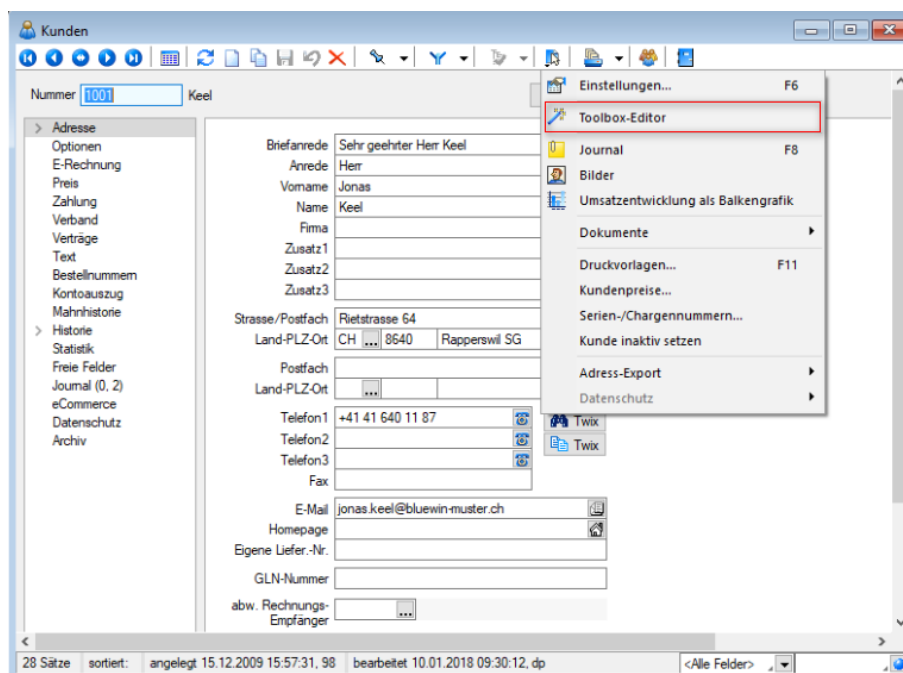 Kunden
Nummer 1001 Keel
Adresse
Optionen
E-Rechnung
Preis
Zahlung
Verband
Verträge
Text
Bestellnummern
Kontoauszug
Mahnhistorie
Historie
Statistik
Freie Felder
Journal (0, 2)
eCommerce
Datenschutz
Archiv
Briefanrede Sehr geehrter Herr Keel
Anrede Herr
Vorname Jonas
Name Keel
Firma
Zusatz1
Zusatz2
Zusatz3
Strasse/Postfach Rietstrasse 64
Land-PLZ-Ort CH ... 8640 Rapperswil SG
Postfach
Land-PLZ-Ort ...
Telefon1 +41 41 640 11 87
Telefon2
Telefon3
Fax
E-Mail jonas.keel@bluewin-muster.ch
Homepage
Eigene Liefer.-Nr.
GLN-Nummer
abw. Rechnungs-
Empfänger ...
Einstellungen... F6
Toolbox-Editor
Journal F8
Bilder
Umsatzentwicklung als Balkengrafik
Dokumente
Druckvorlagen... F11
Kundenpreise...
Serien-/Chargennummern...
Kunde inaktiv setzen
Adress-Export
Datenschutz
Twix
Twix
28 Sätze sortiert: angelegt 15.12.2009 15:57:31, 98 bearbeitet 10.01.2018 09:30:12, dp <Alle Felder>